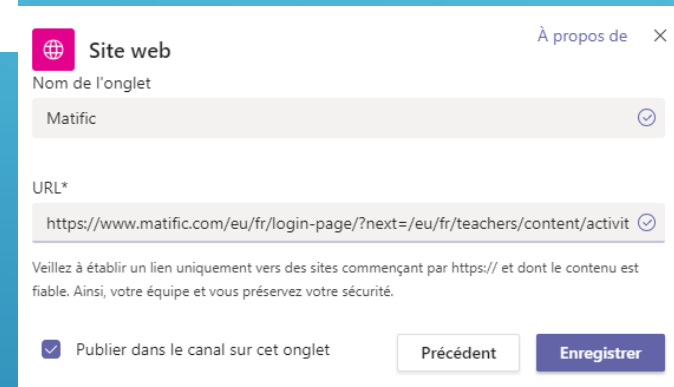 Site web
À propos de
Nom de l'onglet
Matific
URL*
https://www.matific.com/eu/fr/login-page/?next=/eu/fr/teachers/content/activit
Veillez à établir un lien uniquement vers des sites commençant par https:// et dont le contenu est
fiable. Ainsi, votre équipe et vous préservez votre sécurité.
Publier dans le canal sur cet onglet
Précédent
Enregistrer